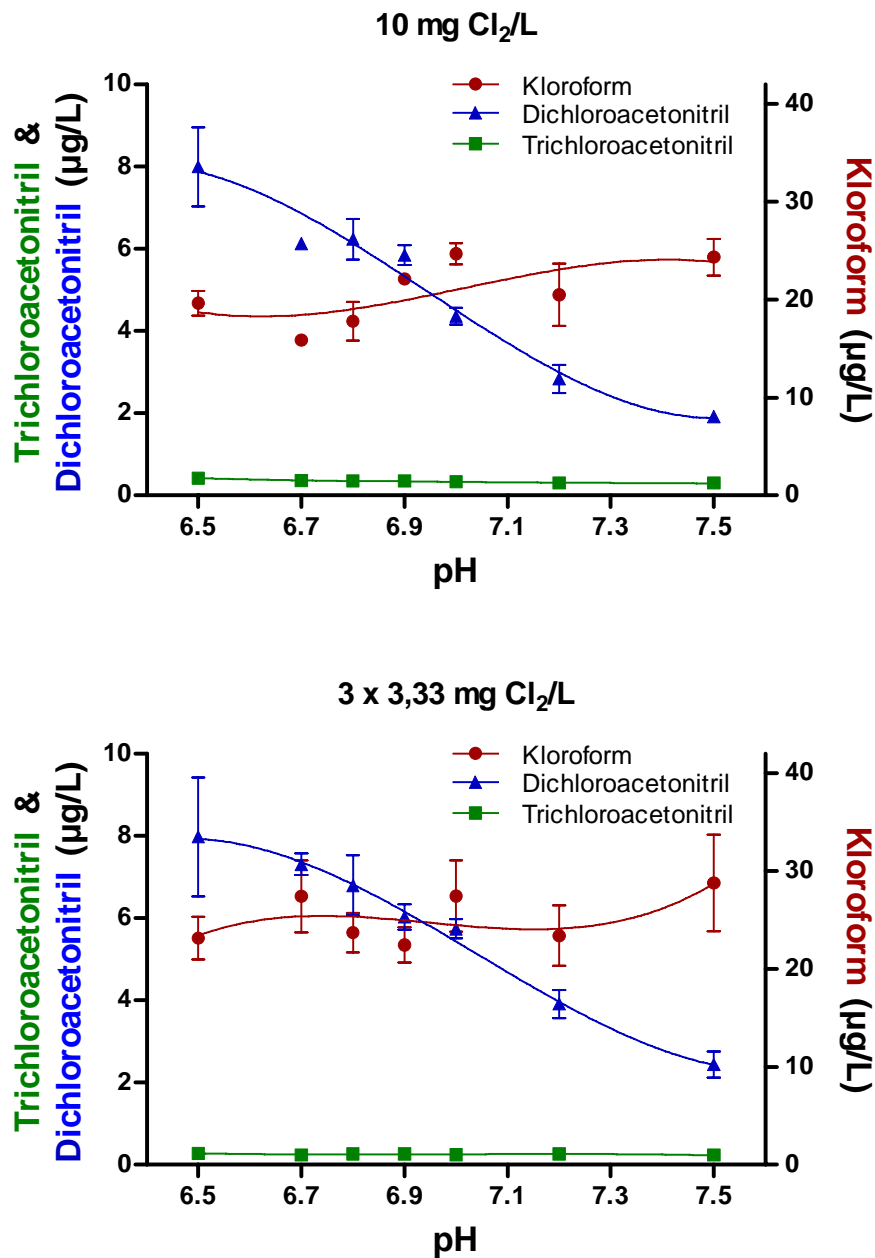 10 mg Cl₂/L
Trichloroacetonitril &
Dichloroacetonitril (µg/L)
10
8
6
4
2
0
Kloroform
Dichloroacetonitril
Trichloroacetonitril
40
30
20
10
0
Kloroform (µg/L)
6.5 6.7 6.9 7.1 7.3 7.5
pH
3 x 3,33 mg Cl₂/L
Trichloroacetonitril &
Dichloroacetonitril (µg/L)
10
8
6
4
2
0
Kloroform
Dichloroacetonitril
Trichloroacetonitril
40
30
20
10
0
Kloroform (µg/L)
6.5 6.7 6.9 7.1 7.3 7.5
pH